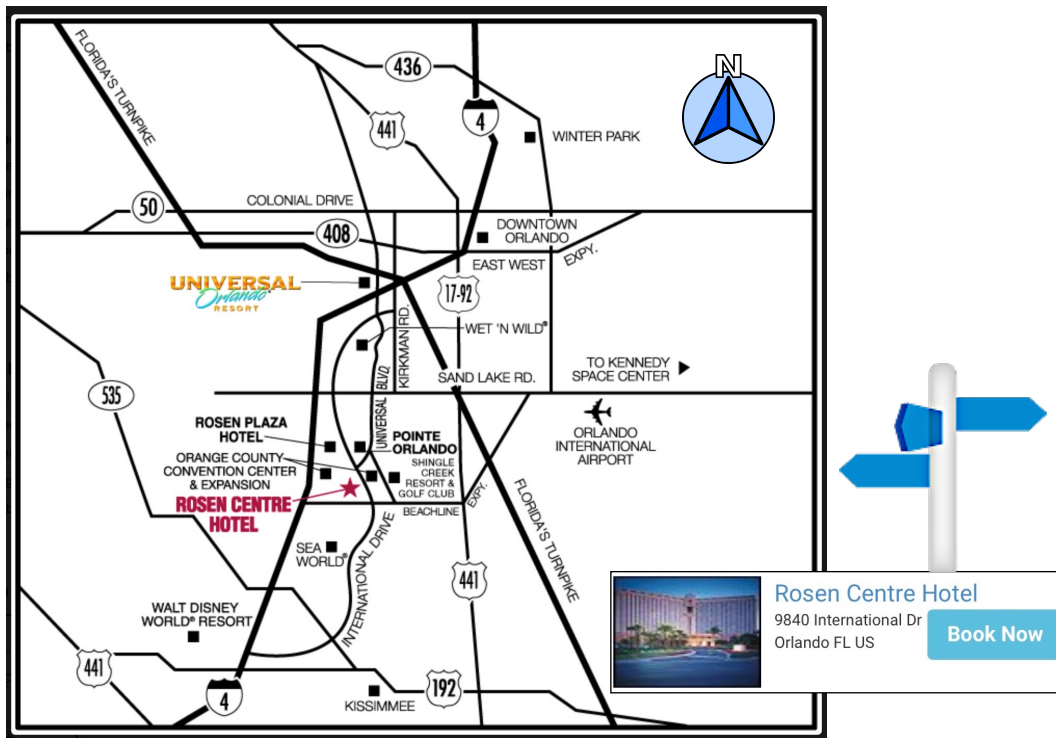 FLORIDA'S TURNPIKE
436
441
4
N
WINTER PARK
50
COLONIAL DRIVE
408
DOWNTOWN
ORLANDO
EAST WEST
EXPY.
UNIVERSAL
Orlando
RESORT
17-92
WET 'N WILD®
KIRKMAN RD.
UNIVERSAL BLVD.
SAND LAKE RD.
TO KENNEDY
SPACE CENTER
535
ROSEN PLAZA
HOTEL
POINTE
ORLANDO
ORLANDO
INTERNATIONAL
AIRPORT
ORANGE COUNTY
CONVENTION CENTER
& EXPANSION
SHINGLE
CREEK
RESORT &
GOLF CLUB
ROSEN CENTRE
HOTEL
BEACHLINE
EXPY.
FLORIDA'S TURNPIKE
SEA
WORLD®
INTERNATIONAL DRIVE
441
WALT DISNEY
WORLD® RESORT
441
4
192
KISSIMMEE
Rosen Centre Hotel
9840 International Dr
Orlando FL US
Book Now